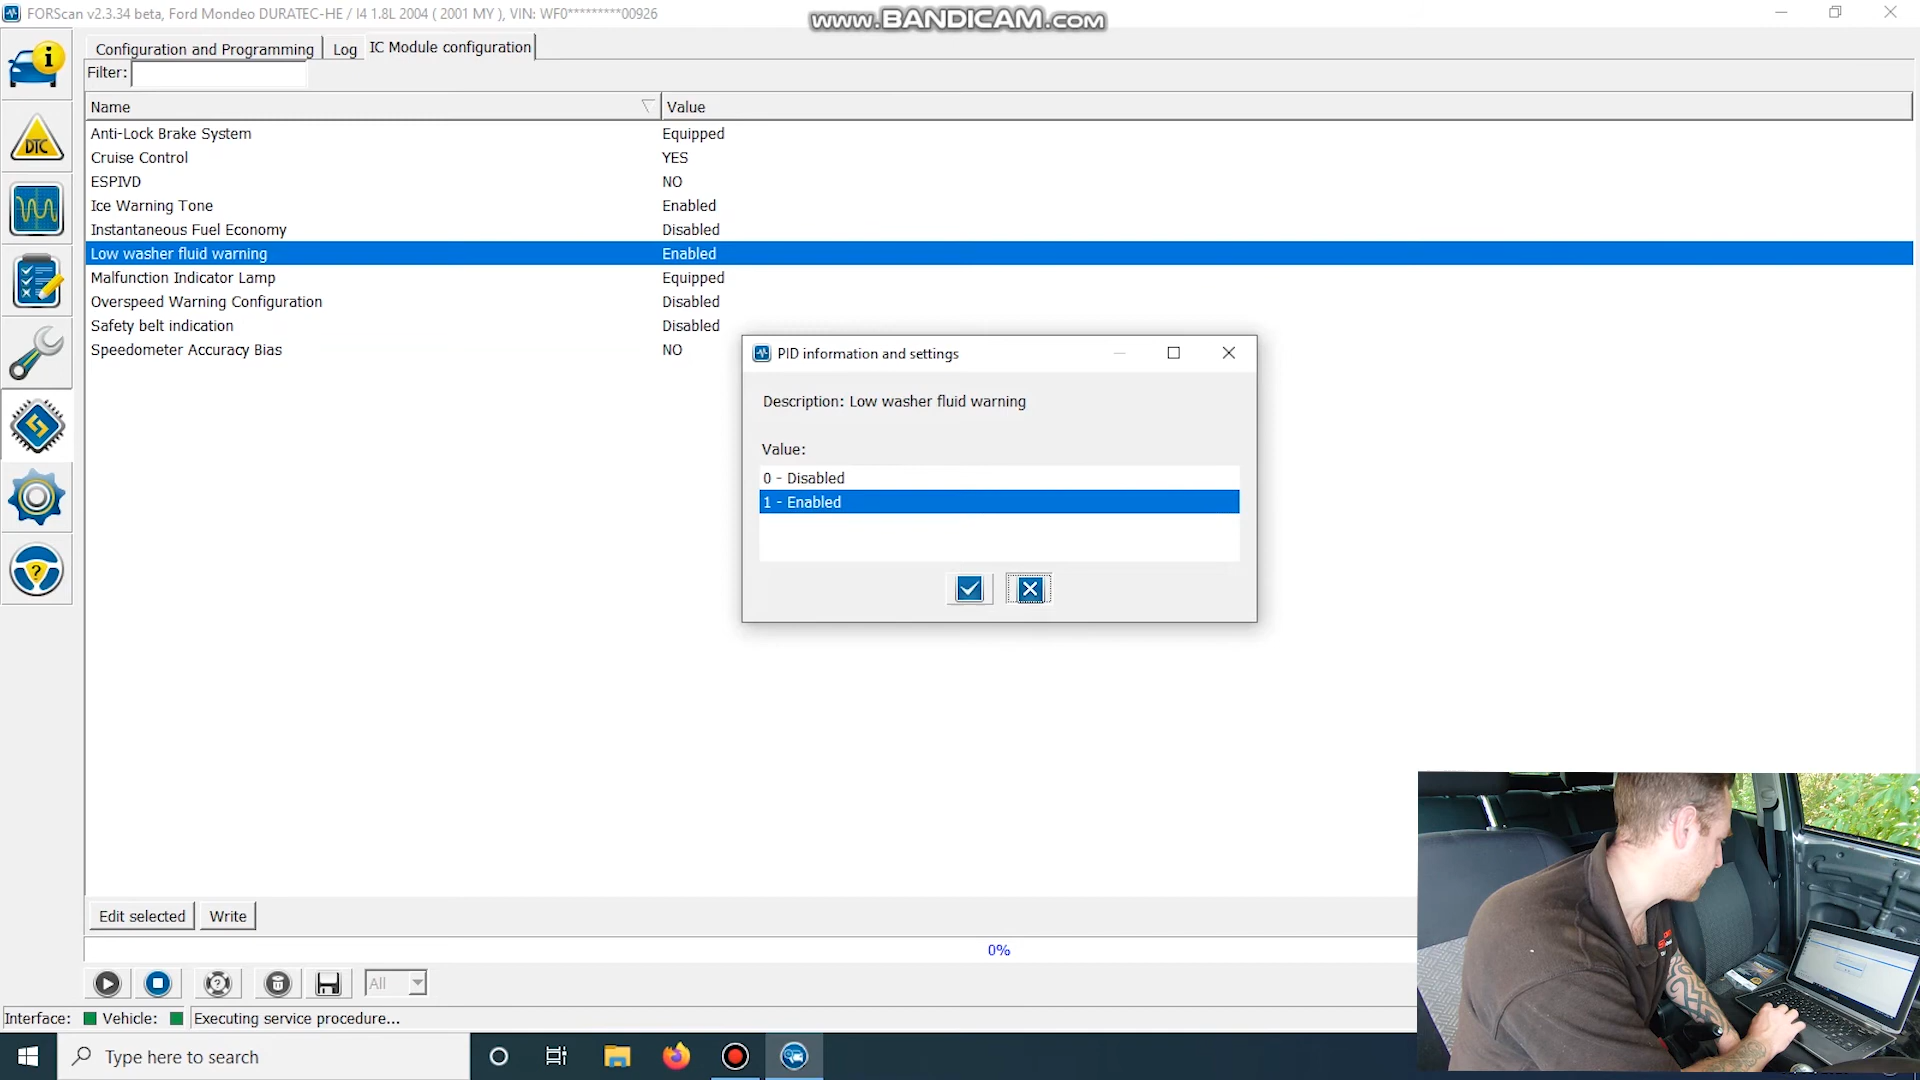 FORScan v2.3.34 beta, Ford Mondeo DURATEC-HE / I4 1.8L 2004 ( 2001 MY ), VIN: WF0*********00926
www.BANDICAM.com
Configuration and Programming
Log
IC Module configuration
Filter:
Name
Value
Anti-Lock Brake System Equipped
Cruise Control YES
ESPIVD NO
Ice Warning Tone Enabled
Instantaneous Fuel Economy Disabled
Low washer fluid warning Enabled
Malfunction Indicator Lamp Equipped
Overspeed Warning Configuration Disabled
Safety belt indication Disabled
Speedometer Accuracy Bias NO
DTC
PID information and settings
Description: Low washer fluid warning
Value:
0 - Disabled
1 - Enabled
Edit selected
Write
0%
All
Interface: Vehicle: Executing service procedure...
Type here to search